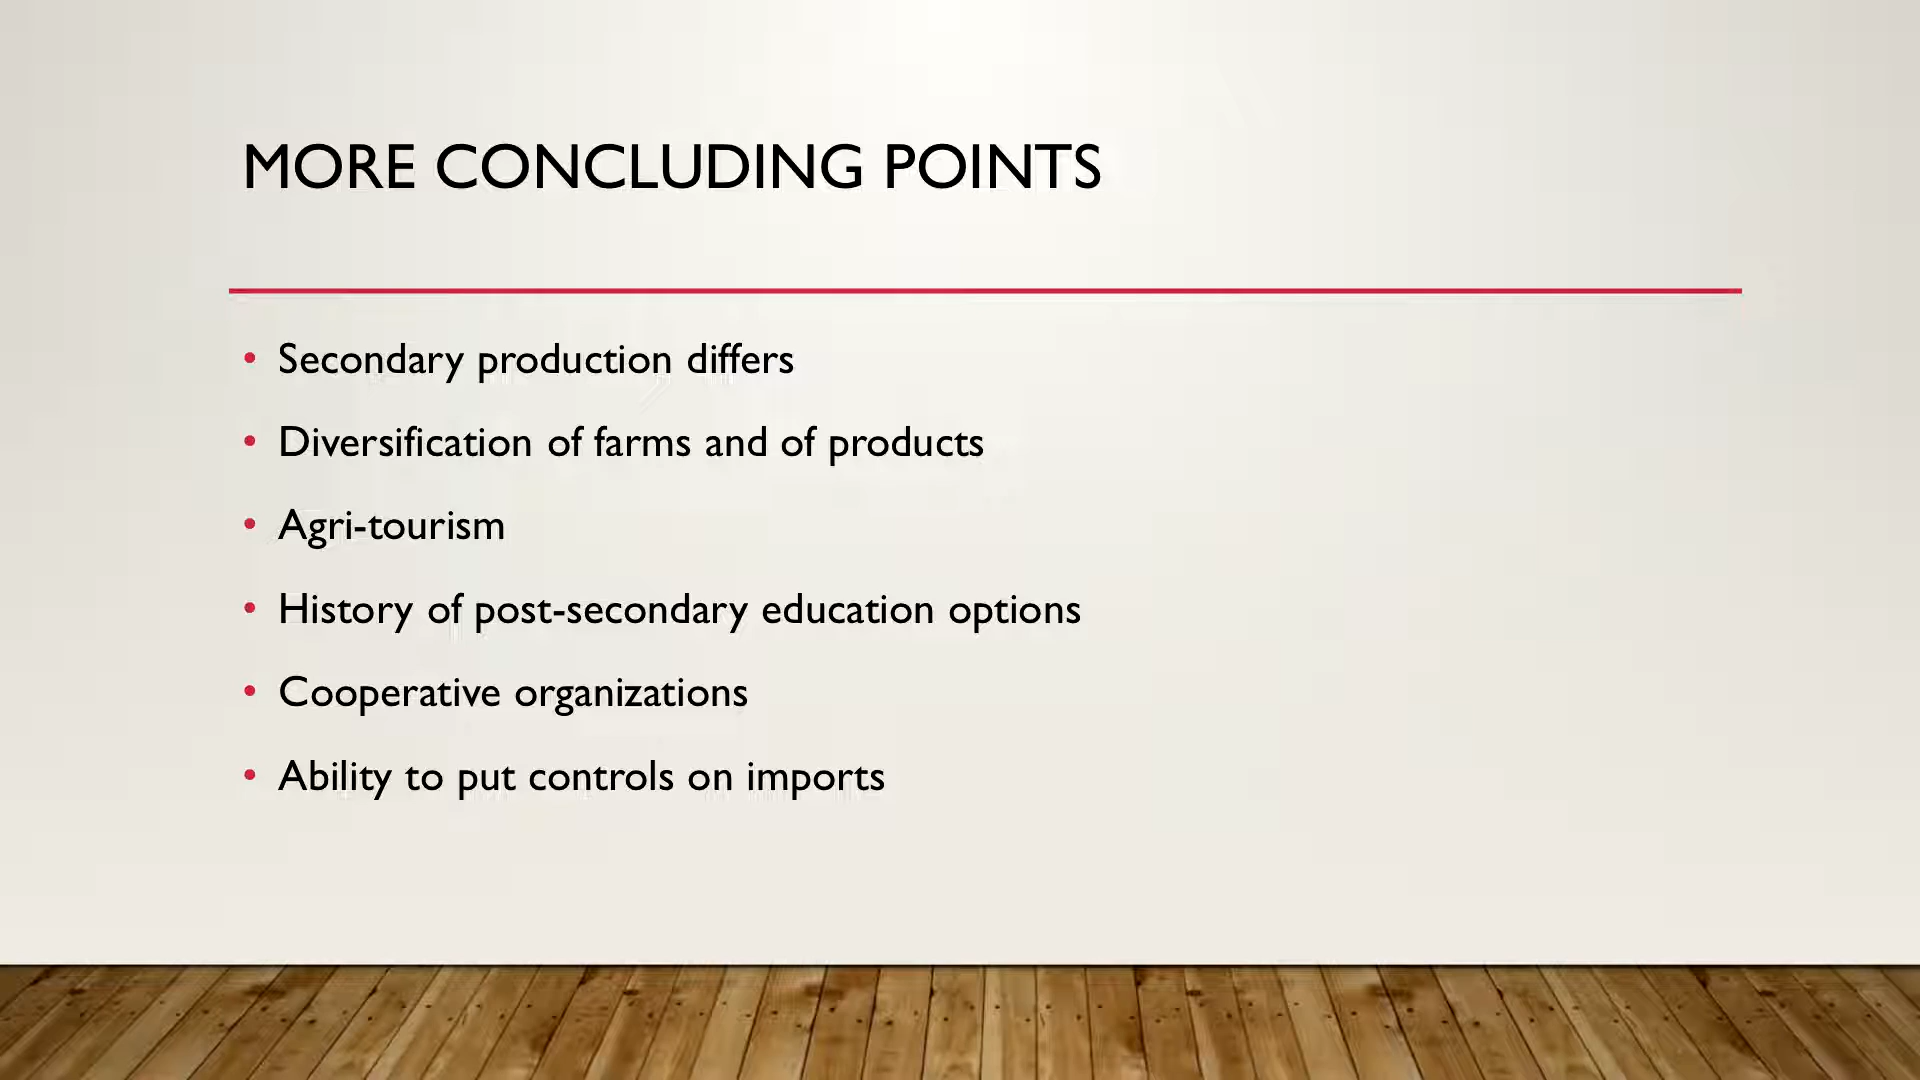 MORE CONCLUDING POINTS
• Secondary production differs
• Diversification of farms and of products
• Agri-tourism
• History of post-secondary education options
• Cooperative organizations
• Ability to put controls on imports